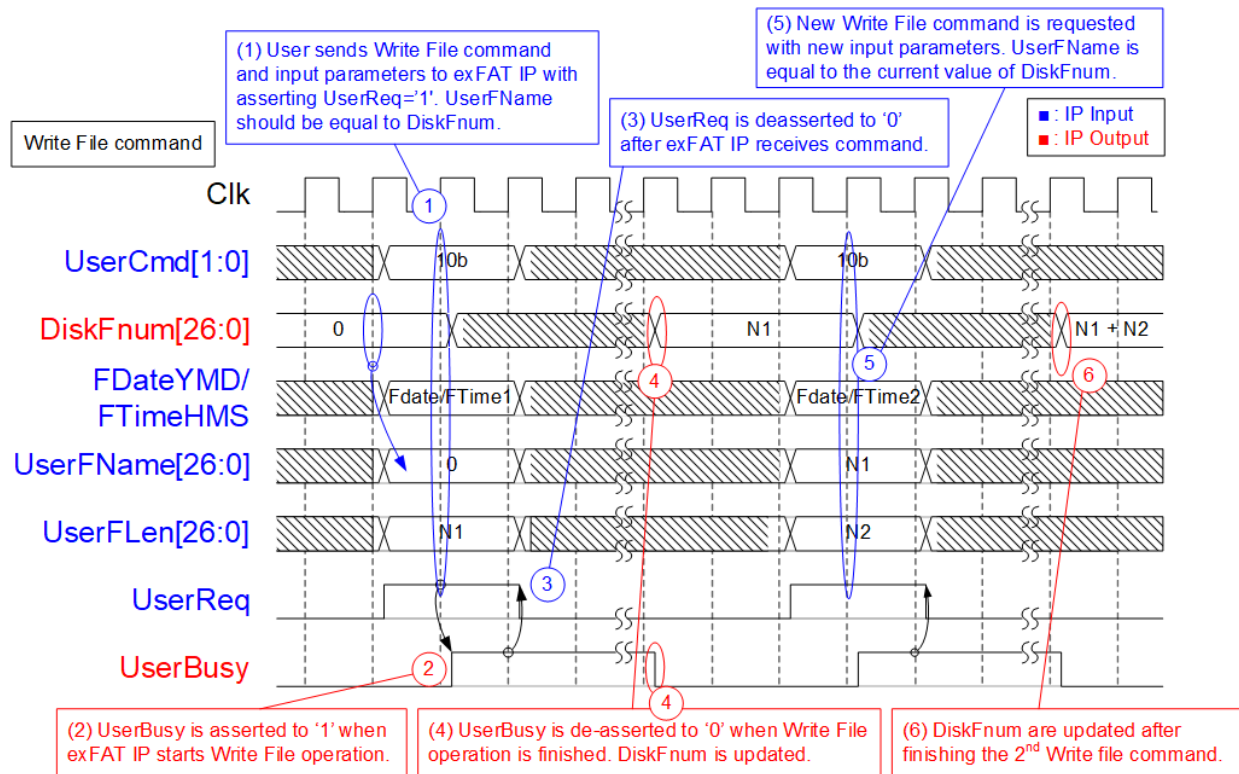 (1) User sends Write File command
and input parameters to exFAT IP with
asserting UserReq='1'. UserFName
should be equal to DiskFnum.
(5) New Write File command is requested
with new input parameters. UserFName is
equal to the current value of DiskFnum.
(3) UserReq is deasserted to ‘0’
after exFAT IP receives command.
■ : IP Input
■ : IP Output
Write File command
Clk
1
UserCmd[1:0]
10b
10b
DiskFnum[26:0]
0
N1
N1 + N2
5
4
6
FDateYMD/
FTimeHMS
Fdate/FTime1
Fdate/FTime2
UserFName[26:0]
0
N1
UserFLen[26:0]
N1
N2
UserReq
3
UserBusy
2
4
(2) UserBusy is asserted to ‘1’ when
exFAT IP starts Write File operation.
(4) UserBusy is de-asserted to ‘0’ when Write File
operation is finished. DiskFnum is updated.
(6) DiskFnum are updated after
finishing the 2nd Write file command.